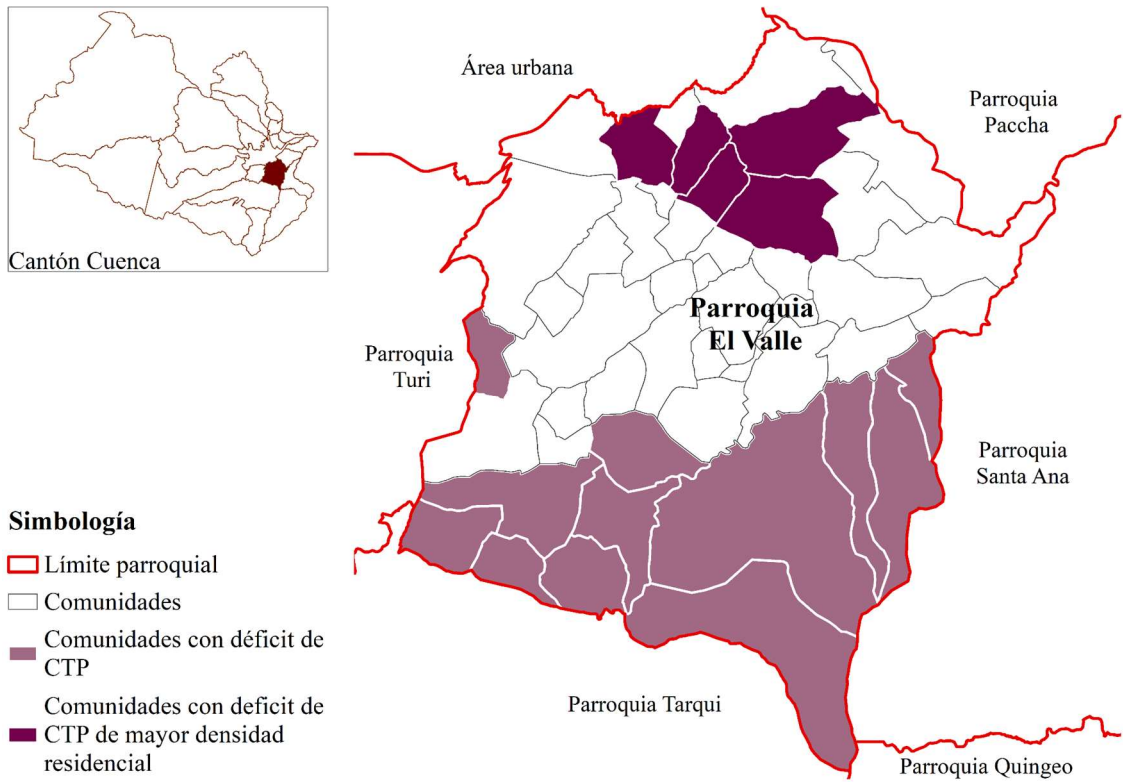 Cantón Cuenca
Área urbana
Parroquia
Paccha
Parroquia
El Valle
Parroquia
Turi
Parroquia
Santa Ana
Parroquia Tarqui
Parroquia Quingeo
Simbología
Límite parroquial
Comunidades
Comunidades con déficit de
CTP
Comunidades con deficit de
CTP de mayor densidad
residencial